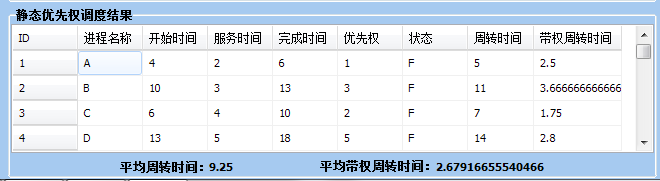 静态优先权调度结果
ID 进程名称 开始时间 服务时间 完成时间 优先权 状态 周转时间 带权周转时间
1 A 4 2 6 1 F 5 2.5
2 B 10 3 13 3 F 11 3.666666666666
3 C 6 4 10 2 F 7 1.75
4 D 13 5 18 5 F 14 2.8
平均周转时间：9.25 平均带权周转时间：2.67916655540466